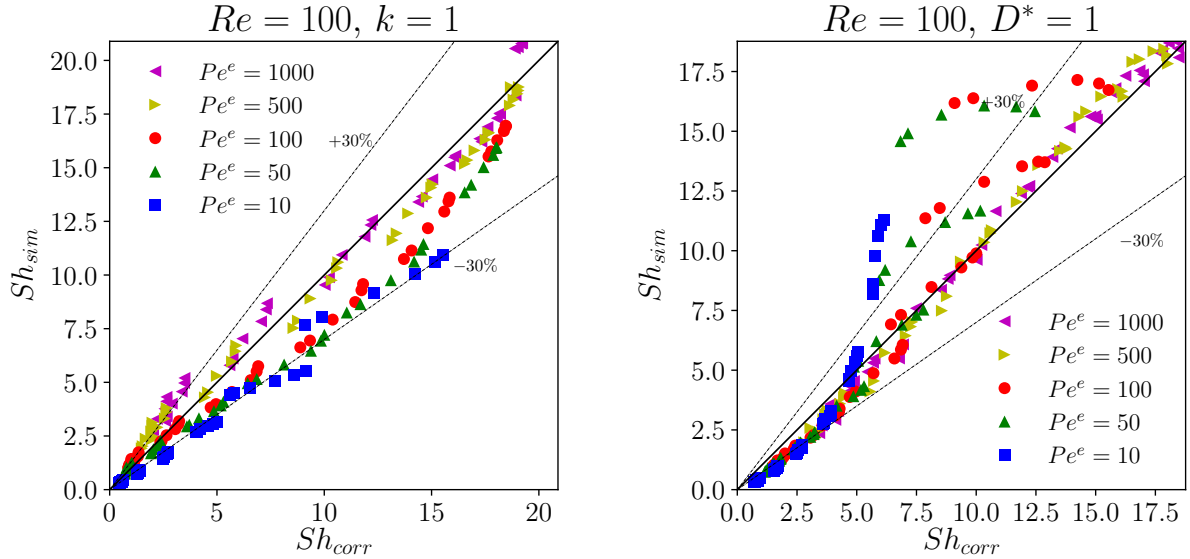 Re = 100, k = 1
20.0
17.5
15.0
12.5
10.0
7.5
5.0
2.5
0.0
Sh_sim
Pe^e = 1000
Pe^e = 500
Pe^e = 100
Pe^e = 50
Pe^e = 10
+30%
−30%
0 5 10 15 20
Sh_corr
Re = 100, D* = 1
17.5
15.0
12.5
10.0
7.5
5.0
2.5
0.0
Sh_sim
+30%
−30%
Pe^e = 1000
Pe^e = 500
Pe^e = 100
Pe^e = 50
Pe^e = 10
0.0 2.5 5.0 7.5 10.0 12.5 15.0 17.5
Sh_corr